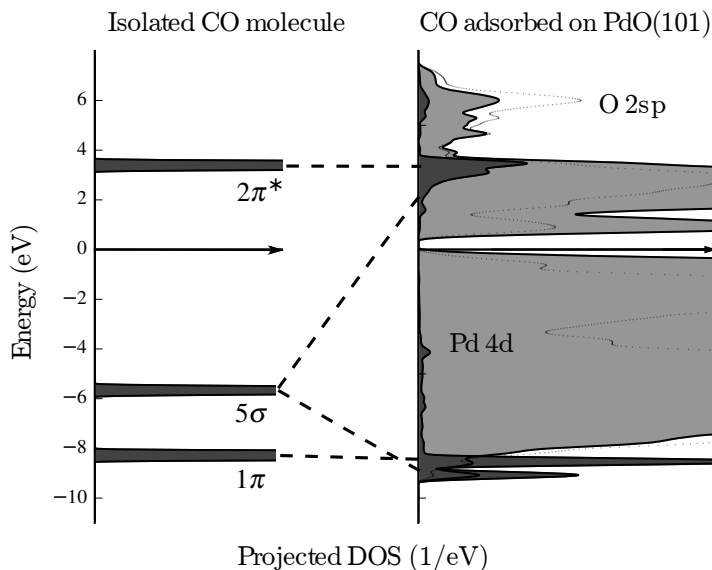 Isolated CO molecule
CO adsorbed on PdO(101)
6
4
2
0
−2
−4
−6
−8
−10
Energy (eV)
2π*
5σ
1π
O 2sp
Pd 4d
Projected DOS (1/eV)